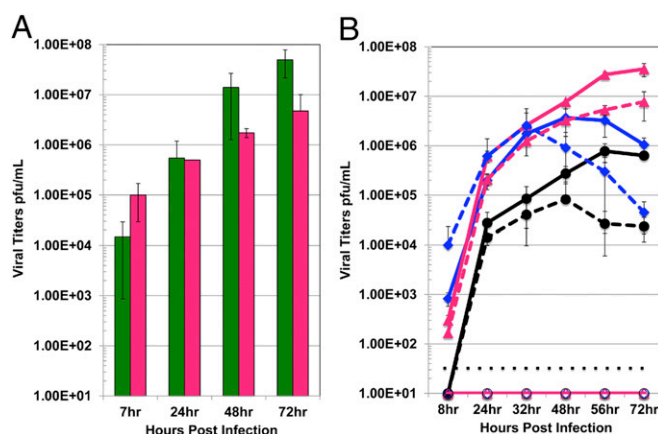 A
Viral Titers pfu/mL
1.00E+08
1.00E+07
1.00E+06
1.00E+05
1.00E+04
1.00E+03
1.00E+02
1.00E+01
7hr 24hr 48hr 72hr
Hours Post Infection
B
Viral Titers pfu/mL
1.00E+08
1.00E+07
1.00E+06
1.00E+05
1.00E+04
1.00E+03
1.00E+02
1.00E+01
8hr 24hr 32hr 48hr 56hr 72hr
Hours Post Infection